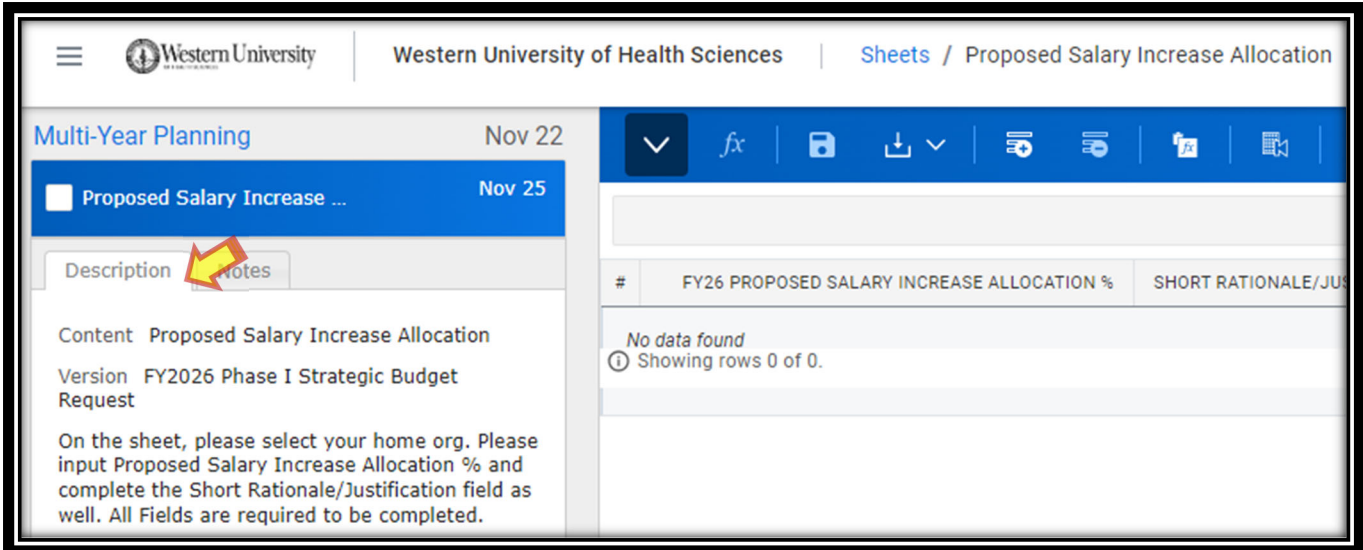 Western University
Western University of Health Sciences
Sheets / Proposed Salary Increase Allocation
Multi-Year Planning Nov 22
Proposed Salary Increase ... Nov 25
fx
fx
Description Notes
Content Proposed Salary Increase Allocation
Version FY2026 Phase I Strategic Budget
Request
On the sheet, please select your home org. Please
input Proposed Salary Increase Allocation % and
complete the Short Rationale/Justification field as
well. All Fields are required to be completed.
# FY26 PROPOSED SALARY INCREASE ALLOCATION % SHORT RATIONALE/JUS
No data found
Showing rows 0 of 0.